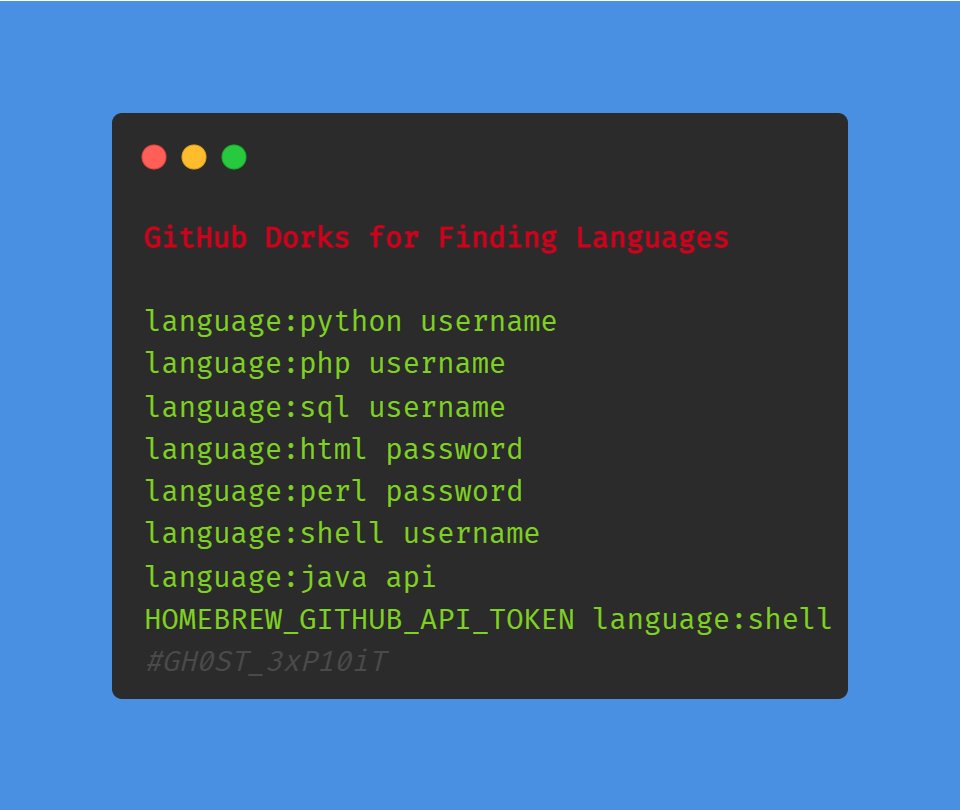 GitHub Dorks for Finding Languages
language:python username
language:php username
language:sql username
language:html password
language:perl password
language:shell username
language:java api
HOMEBREW_GITHUB_API_TOKEN language:shell
#GH0ST_3xP10iT